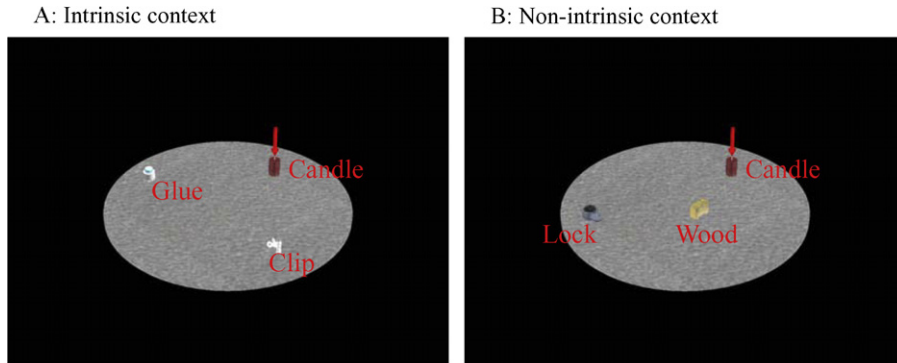 A: Intrinsic context
B: Non-intrinsic context
Glue
Candle
Clip
Candle
Lock
Wood